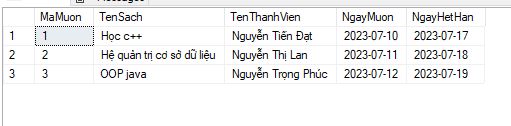 MaMuon TenSach TenThanhVien NgayMuon NgayHetHan
1 1 Học c++ Nguyễn Tiến Đạt 2023-07-10 2023-07-17
2 2 Hệ quản trị cơ sở dữ liệu Nguyễn Thị Lan 2023-07-11 2023-07-18
3 3 OOP java Nguyễn Trọng Phúc 2023-07-12 2023-07-19